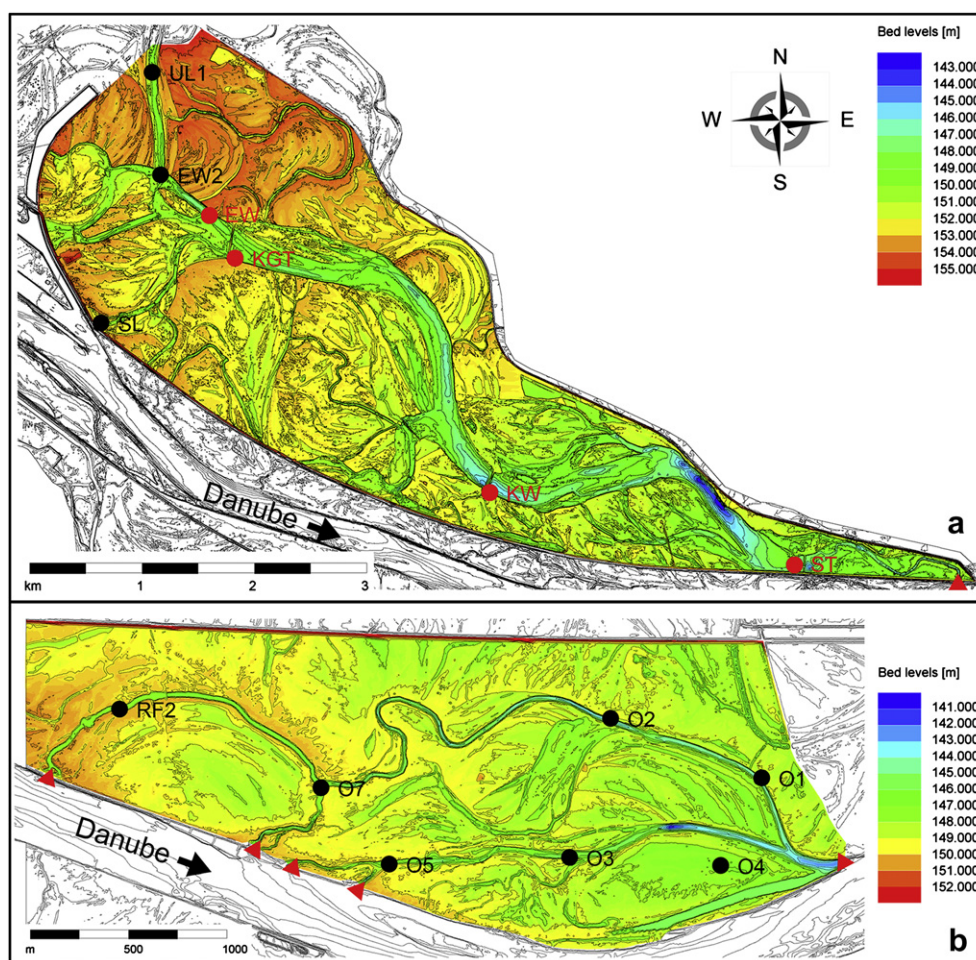 Bed levels [m]
143.000
144.000
145.000
146.000
147.000
148.000
149.000
150.000
151.000
152.000
153.000
154.000
155.000
N
W
E
S
UL1
EW2
EW
KGT
SL
KW
ST
Danube
a
km 1 2 3
Bed levels [m]
141.000
142.000
143.000
144.000
145.000
146.000
147.000
148.000
149.000
150.000
151.000
152.000
RF2
O2
O7
O1
O5
O3
O4
Danube
m 500 1000
b